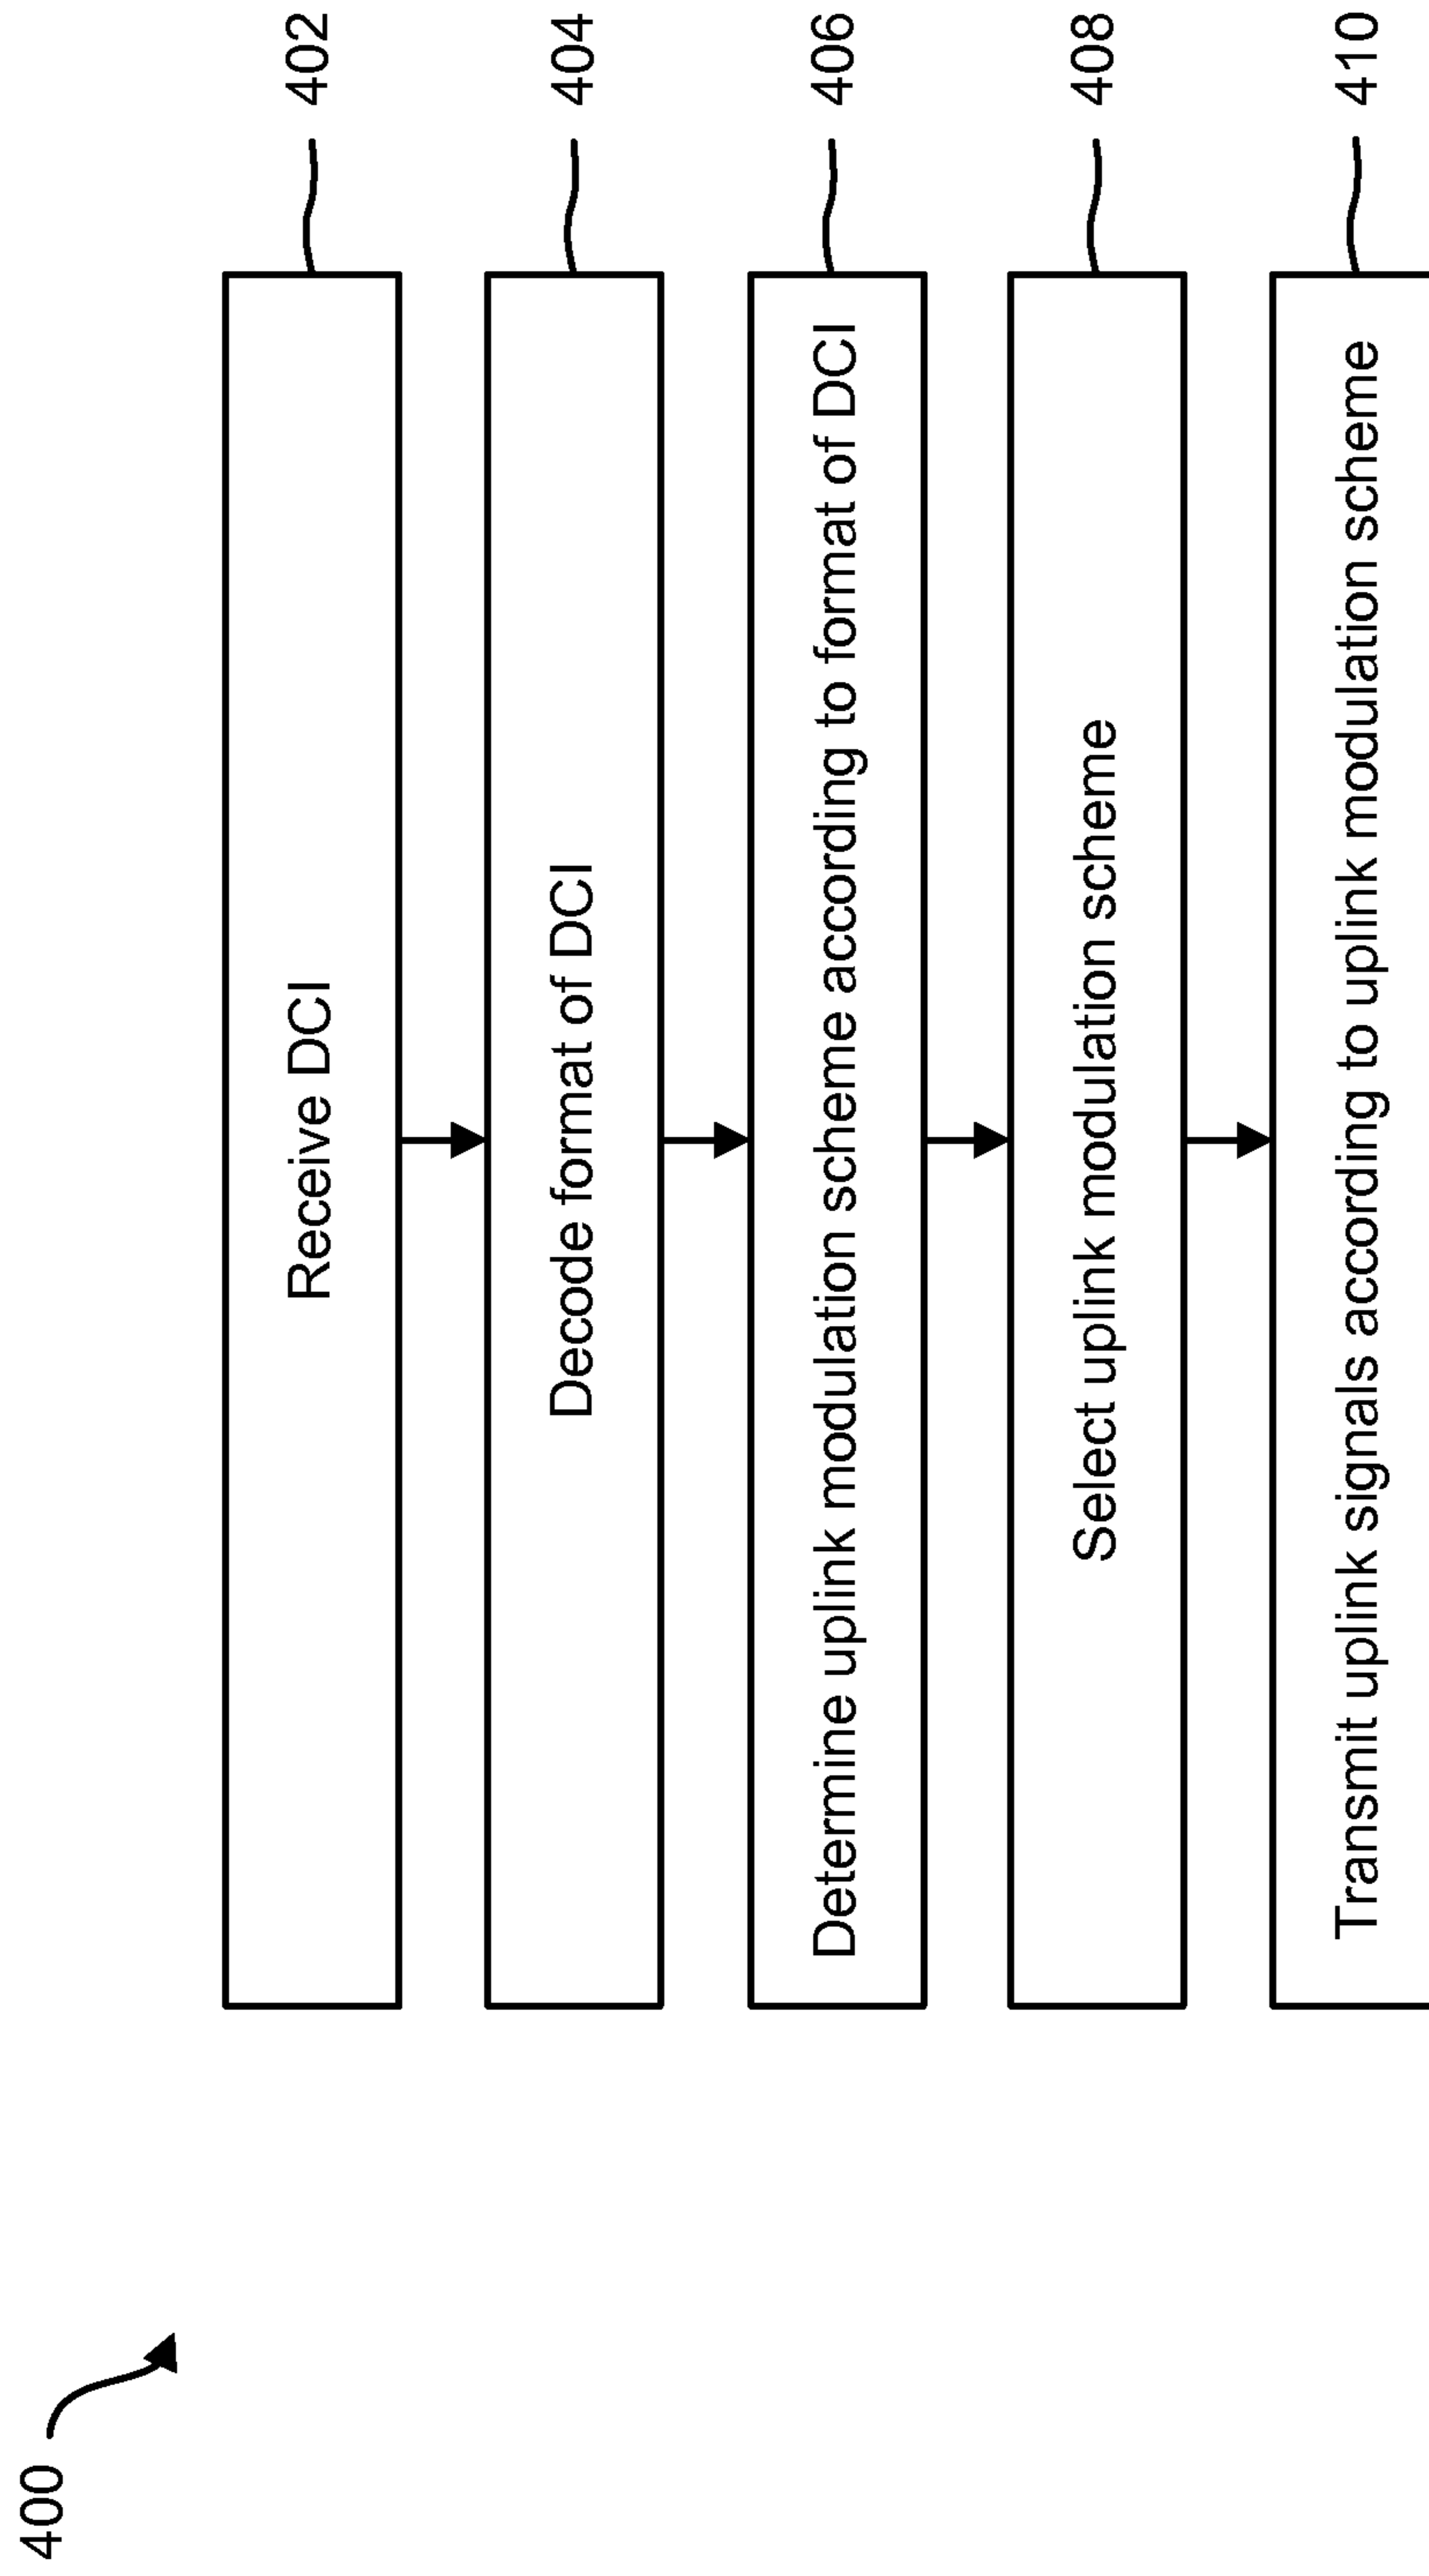 400
Receive DCI
402
Decode format of DCI
404
Determine uplink modulation scheme according to format of DCI
406
Select uplink modulation scheme
408
Transmit uplink signals according to uplink modulation scheme
410